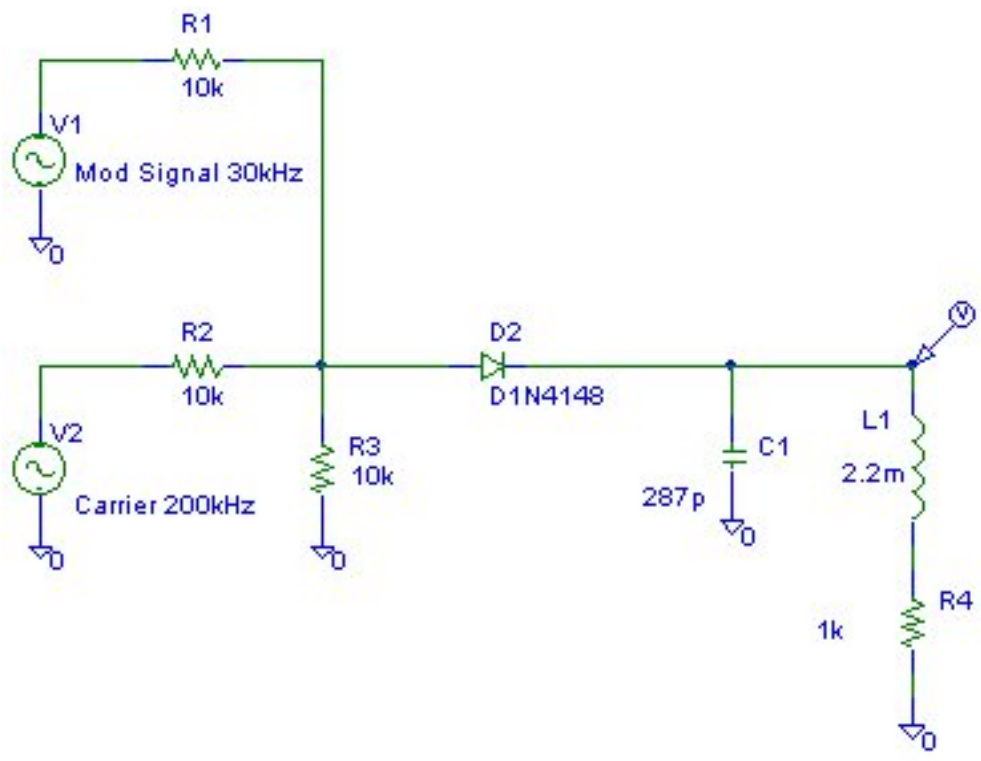 R1
10k
V1
Mod Signal 30kHz
0
R2
10k
V2
Carrier 200kHz
0
R3
10k
0
D2
D1N4148
V
C1
287p
0
L1
2.2m
R4
1k
0